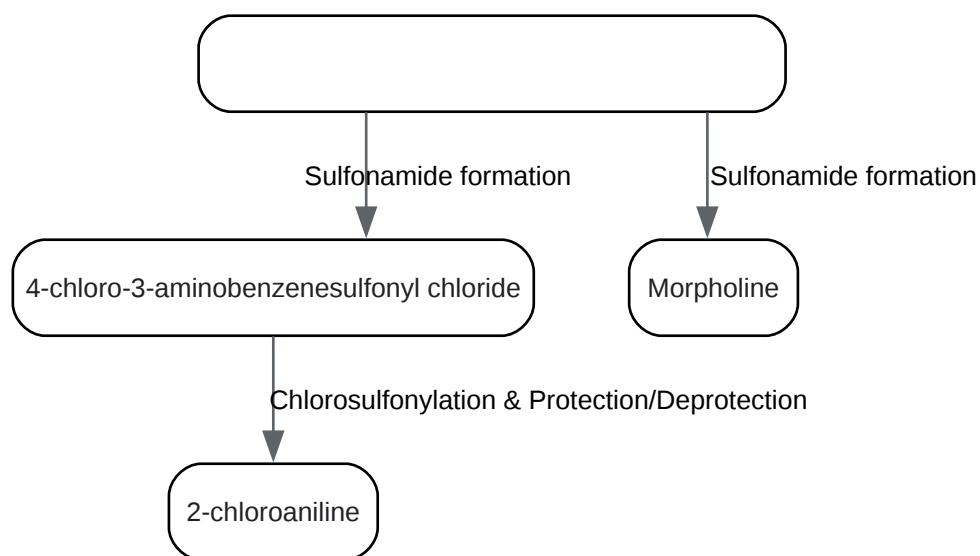 Sulfonamide formation
Sulfonamide formation
4-chloro-3-aminobenzenesulfonyl chloride
Morpholine
Chlorosulfonylation & Protection/Deprotection
2-chloroaniline